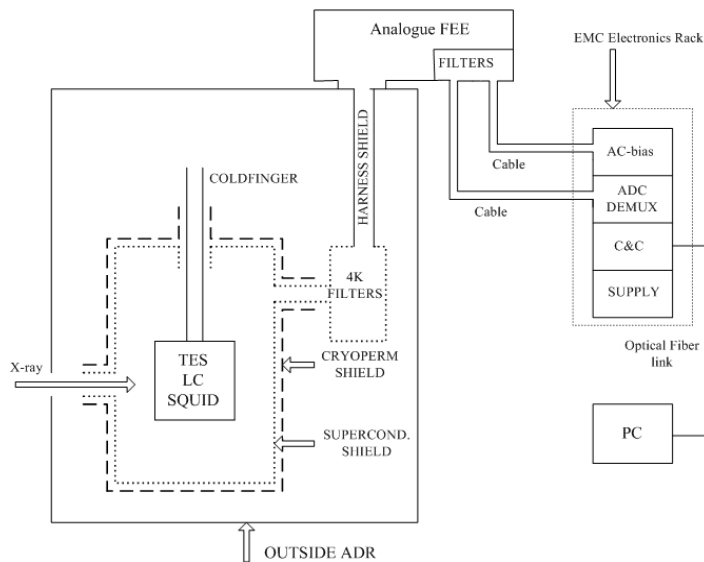 Analogue FEE
FILTERS
EMC Electronics Rack
HARNESS SHIELD
AC-bias
Cable
COLDFINGER
ADC
DEMUX
Cable
C&C
4K
FILTERS
SUPPLY
TES
LC
SQUID
X-ray
CRYOPERM
SHIELD
Optical Fiber
link
SUPERCOND.
SHIELD
PC
OUTSIDE ADR